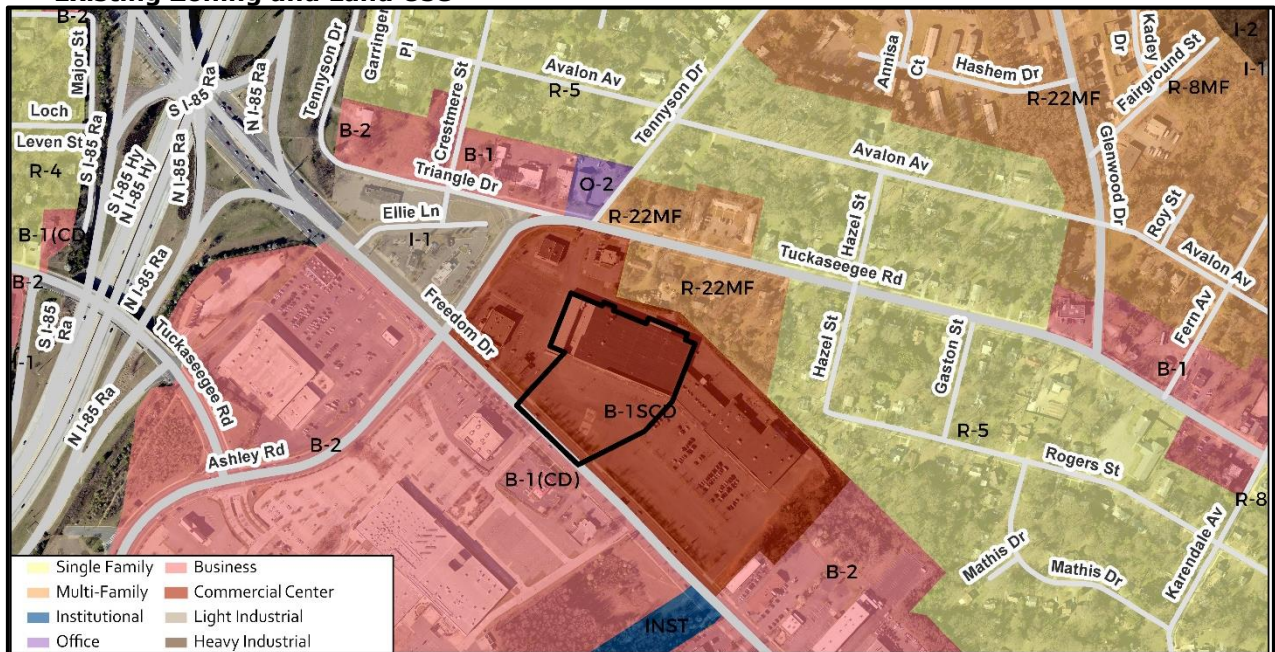 Existing Zoning and Land Use
B-2
Major St
S I-85 Ra
N I-85 Ra
Tennyson Dr
Garringer Pl
Crestmere St
Avalon Av
R-5
Tennyson Dr
Annisa Ct
Hashem Dr
Kadey Dr
Fairground St
I-2
I-1
R-22MF
R-8MF
Loch
Leven St
S I-85 Ra
R-4
S I-85 Hy
N I-85 Hy
N I-85 Ra
B-2
B-1
Triangle Dr
O-2
Avalon Av
Glenwood Dr
Roy St
Ellie Ln
I-1
R-22MF
Hazel St
Avalon Av
B-1(CD)
B-2
N I-85 Ra
Tuckaseegee Rd
R-22MF
Fern Av
S I-85 Ra
I-1
Tuckaseegee Rd
Freedom Dr
Hazel St
Gaston St
B-1
N I-85 Ra
B-1SCD
Ashley Rd
B-2
R-5
Rogers St
B-1(CD)
R-8
Mathis Dr
Mathis Dr
Karendale Av
B-2
INST
Single Family
Business
Multi-Family
Commercial Center
Institutional
Light Industrial
Office
Heavy Industrial